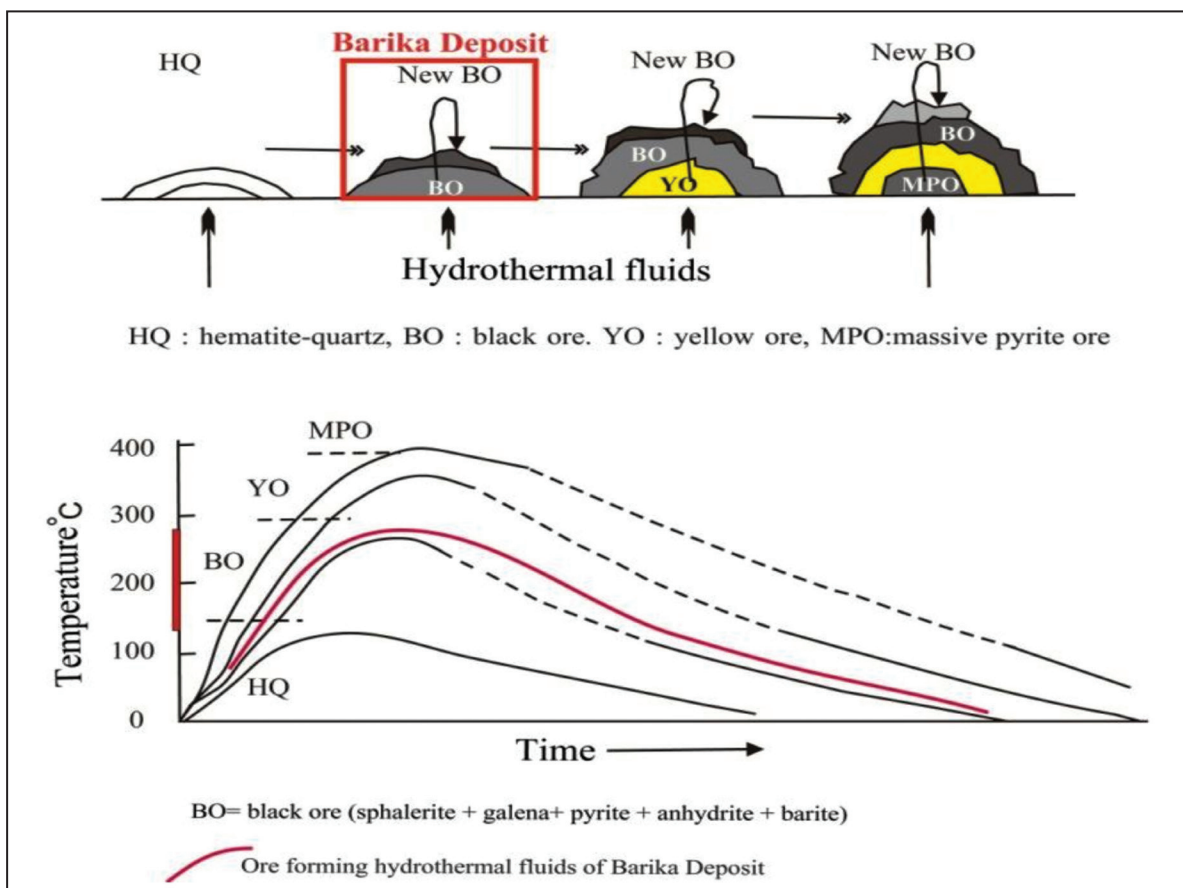 Barika Deposit
HQ
New BO
New BO
New BO
BO
BO
YO
BO
MPO
Hydrothermal fluids
HQ : hematite-quartz, BO : black ore. YO : yellow ore, MPO:massive pyrite ore
Temperature°C
400
300
200
100
0
MPO
YO
BO
HQ
Time
BO= black ore (sphalerite + galena+ pyrite + anhydrite + barite)
Ore forming hydrothermal fluids of Barika Deposit